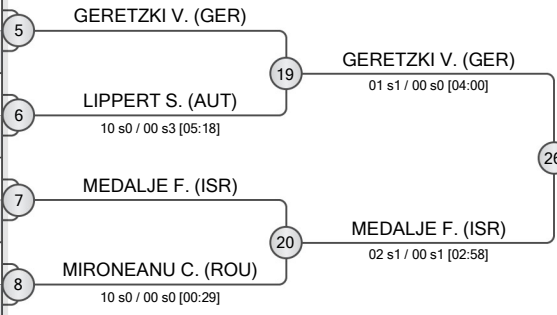 GERETZKI V. (GER)
5
19
GERETZKI V. (GER)
01 s1 / 00 s0 [04:00]
LIPPERT S. (AUT)
6
10 s0 / 00 s3 [05:18]
26
MEDALJE F. (ISR)
7
20
MEDALJE F. (ISR)
02 s1 / 00 s1 [02:58]
MIRONEANU C. (ROU)
8
10 s0 / 00 s0 [00:29]